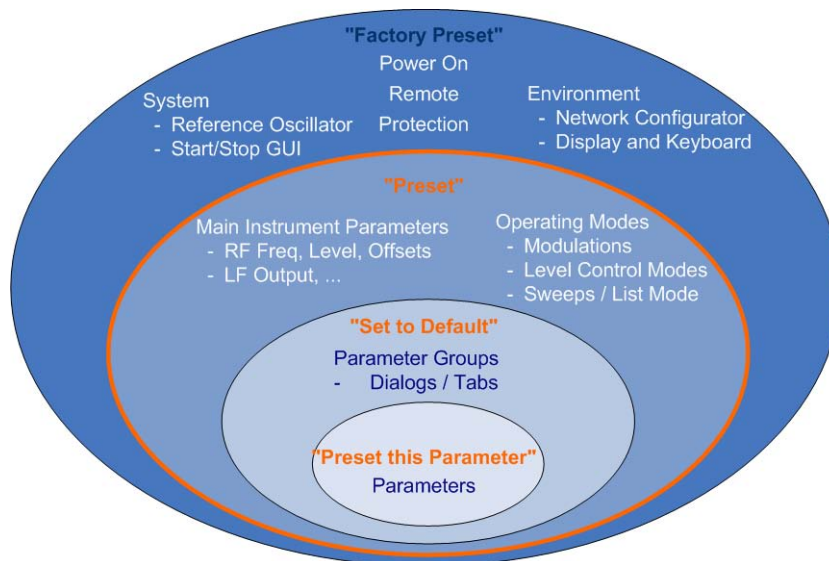 "Factory Preset"
Power On
Remote
Protection
System
- Reference Oscillator
- Start/Stop GUI
Environment
- Network Configurator
- Display and Keyboard
"Preset"
Main Instrument Parameters
- RF Freq, Level, Offsets
- LF Output, ...
Operating Modes
- Modulations
- Level Control Modes
- Sweeps / List Mode
"Set to Default"
Parameter Groups
- Dialogs / Tabs
"Preset this Parameter"
Parameters